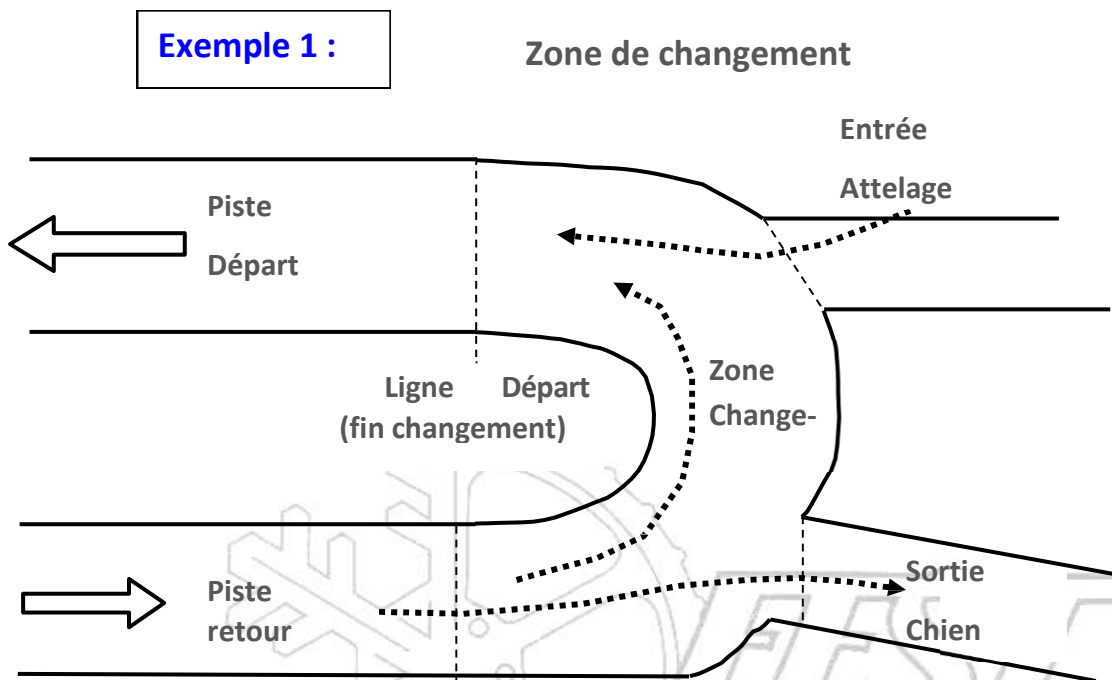 Exemple 1 :
Zone de changement
Entrée
Attelage
Piste
Départ
Ligne Départ
(fin changement)
Zone
Change-
Piste
retour
Sortie
Chien